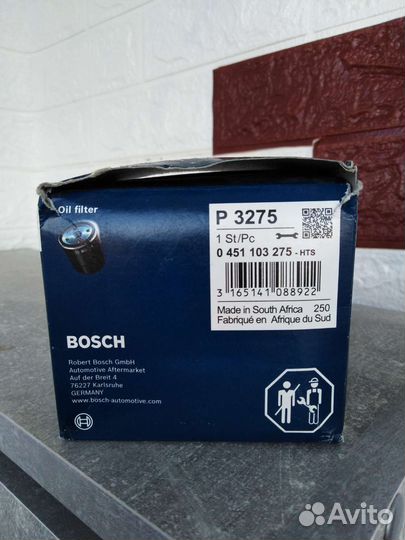 Oil filter
P 3275
1 St/Pc
0 451 103 275 - HTS
3 165141 088922
Made in South Africa 250
Fabriqué en Afrique du Sud
BOSCH
Robert Bosch GmbH
Automotive Aftermarket
Auf der Breit 4
76227 Karlsruhe
GERMANY
www.bosch-automotive.com
Avito